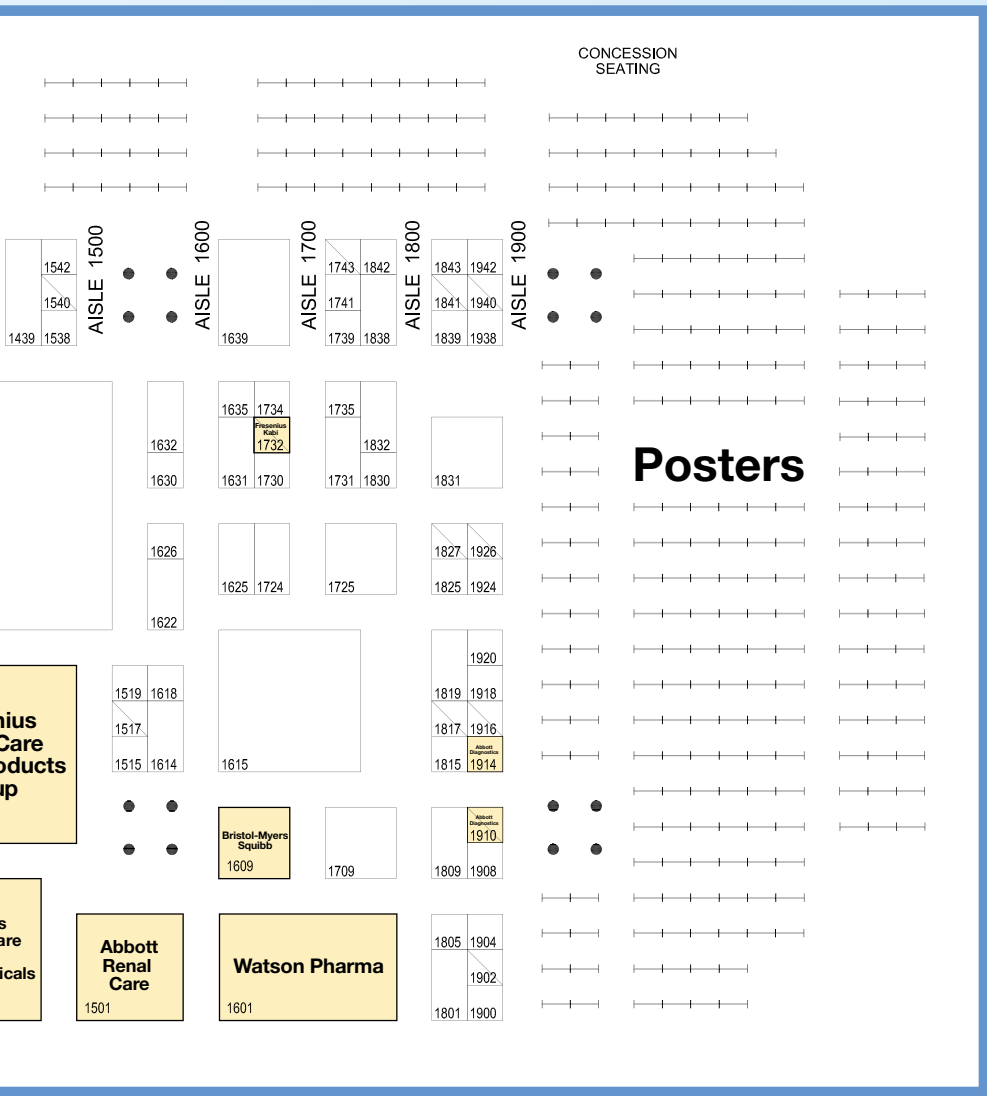 CONCESSION
SEATING
AISLE 1500
AISLE 1600
AISLE 1700
AISLE 1800
AISLE 1900
1542
1743 1842
1843 1942
1540
1741
1841 1940
1439 1538
1639
1739 1838
1839 1938
1635 1734
1735
Fresenius
Kabi
1732
1632
1832
Posters
1630
1631 1730
1731 1830
1831
1626
1827 1926
1625 1724
1725
1825 1924
1622
1920
1519 1618
1819 1918
nius
Care
oducts
up
1517
1817 1916
Abbott
Diagnostics
1515 1614
1615
1815 1914
Abbott
Diagnostics
1910
Bristol-Myers
Squibb
1609
1709
1809 1908
s
are
icals
Abbott
Renal
Care
1501
Watson Pharma
1601
1805 1904
1902
1801 1900